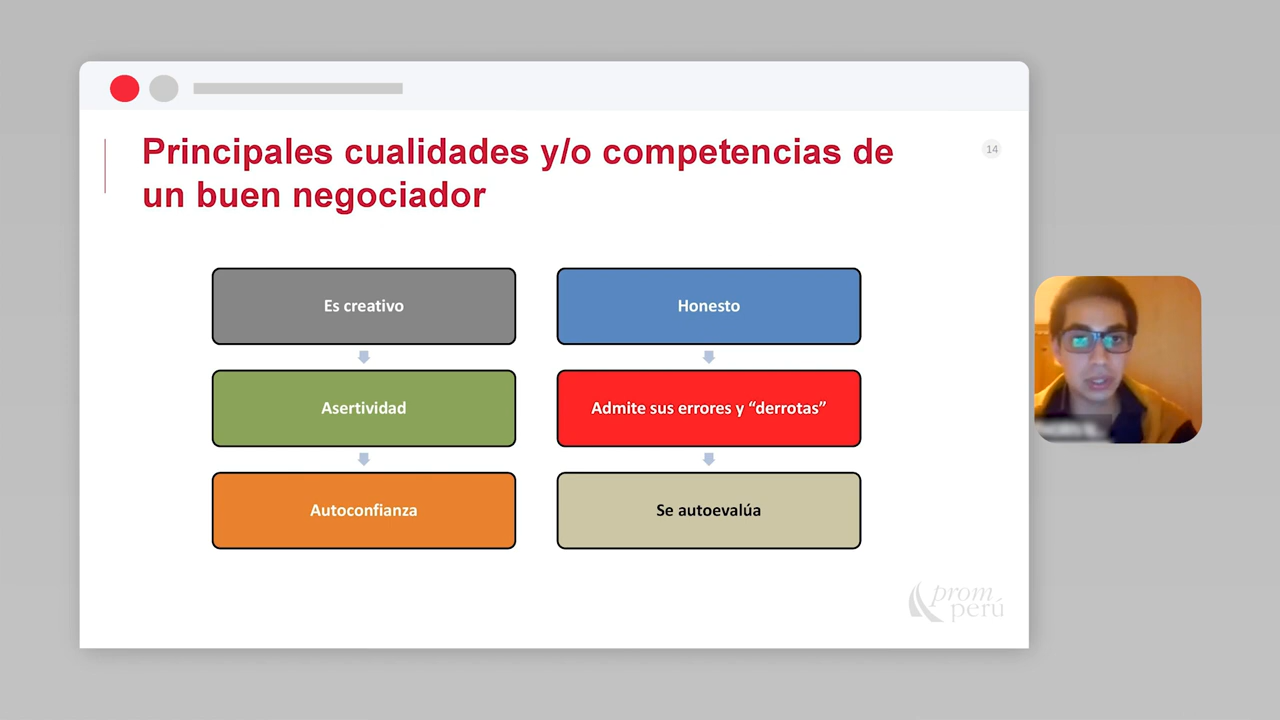 Principales cualidades y/o competencias de
un buen negociador
14
Es creativo
Honesto
Asertividad
Admite sus errores y “derrotas”
Autoconfianza
Se autoevalúa
prom
perú